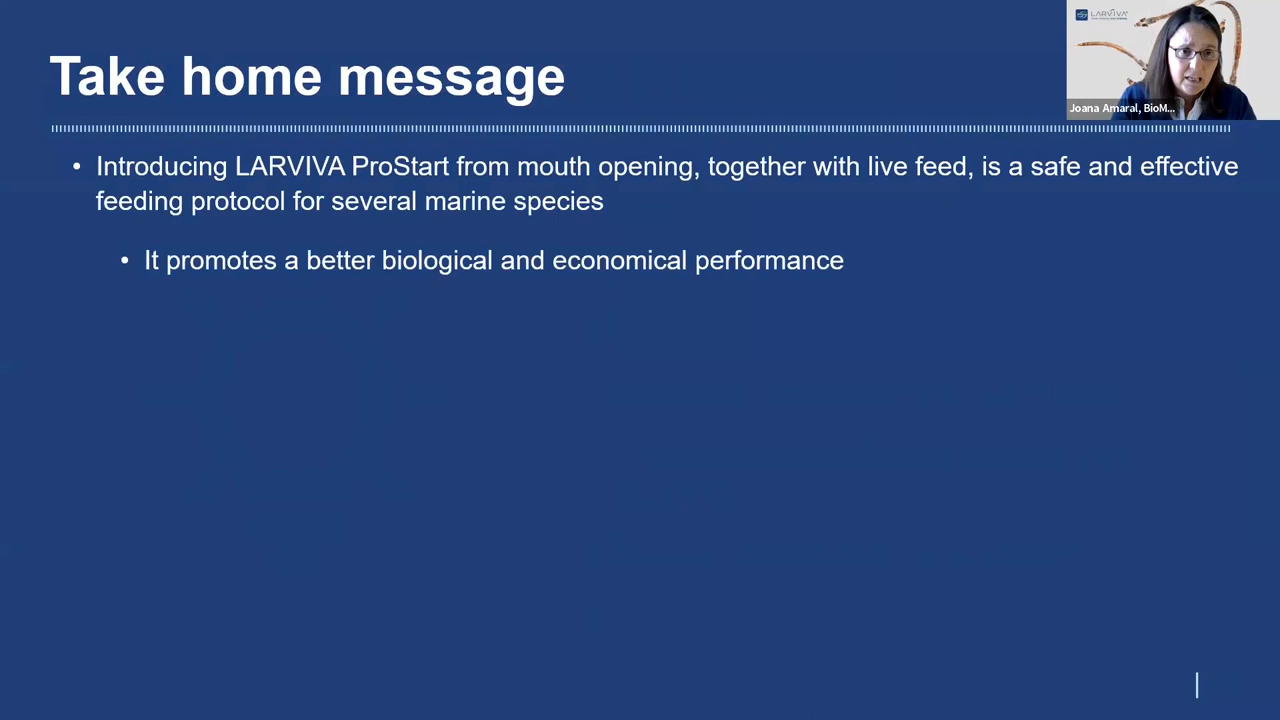 Take home message
LARVIVA
Joana Amaral, BioM...
• Introducing LARVIVA ProStart from mouth opening, together with live feed, is a safe and effective
feeding protocol for several marine species
• It promotes a better biological and economical performance